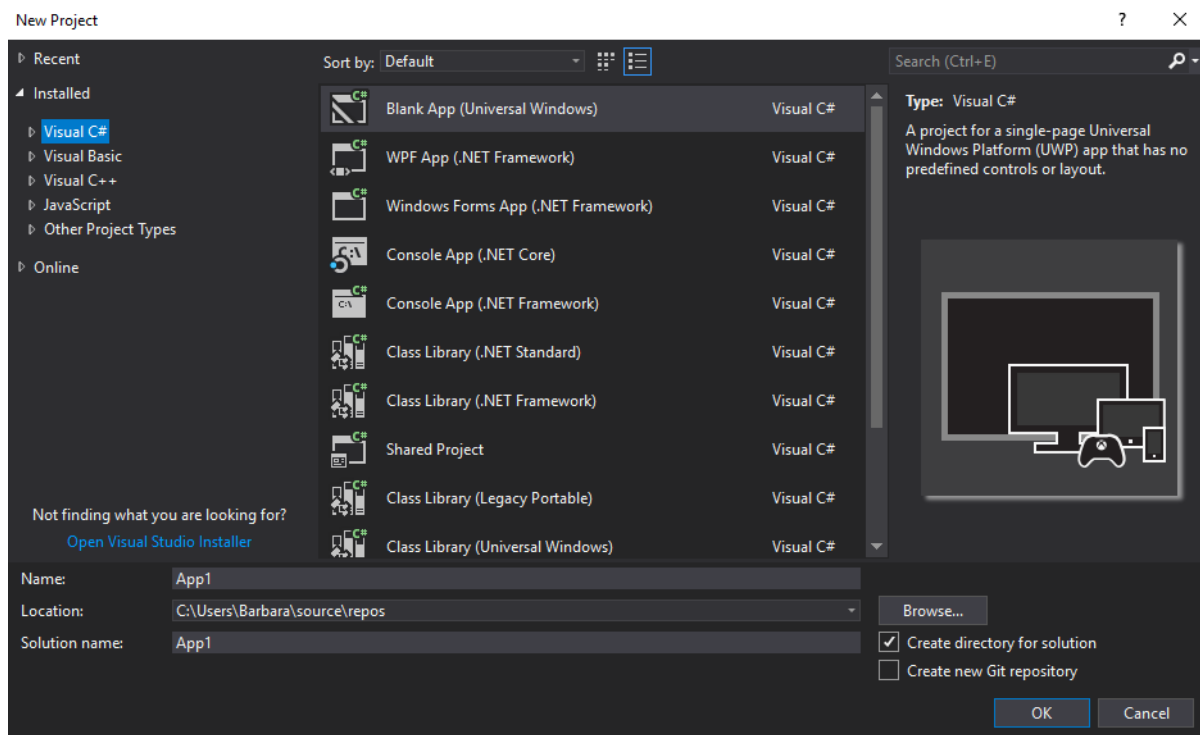 New Project
?
Recent
Installed
Visual C#
Visual Basic
Visual C++
JavaScript
Other Project Types
Online
Not finding what you are looking for?
Open Visual Studio Installer
Sort by: Default
Search (Ctrl+E)
C# Blank App (Universal Windows) Visual C#
C# WPF App (.NET Framework) Visual C#
C# Windows Forms App (.NET Framework) Visual C#
C:\ Console App (.NET Core) Visual C#
C# C:\ Console App (.NET Framework) Visual C#
C# Class Library (.NET Standard) Visual C#
C# Class Library (.NET Framework) Visual C#
C# Shared Project Visual C#
C# Class Library (Legacy Portable) Visual C#
C# Class Library (Universal Windows) Visual C#
Type: Visual C#
A project for a single-page Universal
Windows Platform (UWP) app that has no
predefined controls or layout.
Name: App1
Location: C:\Users\Barbara\source\repos
Browse...
Solution name: App1
Create directory for solution
Create new Git repository
OK
Cancel